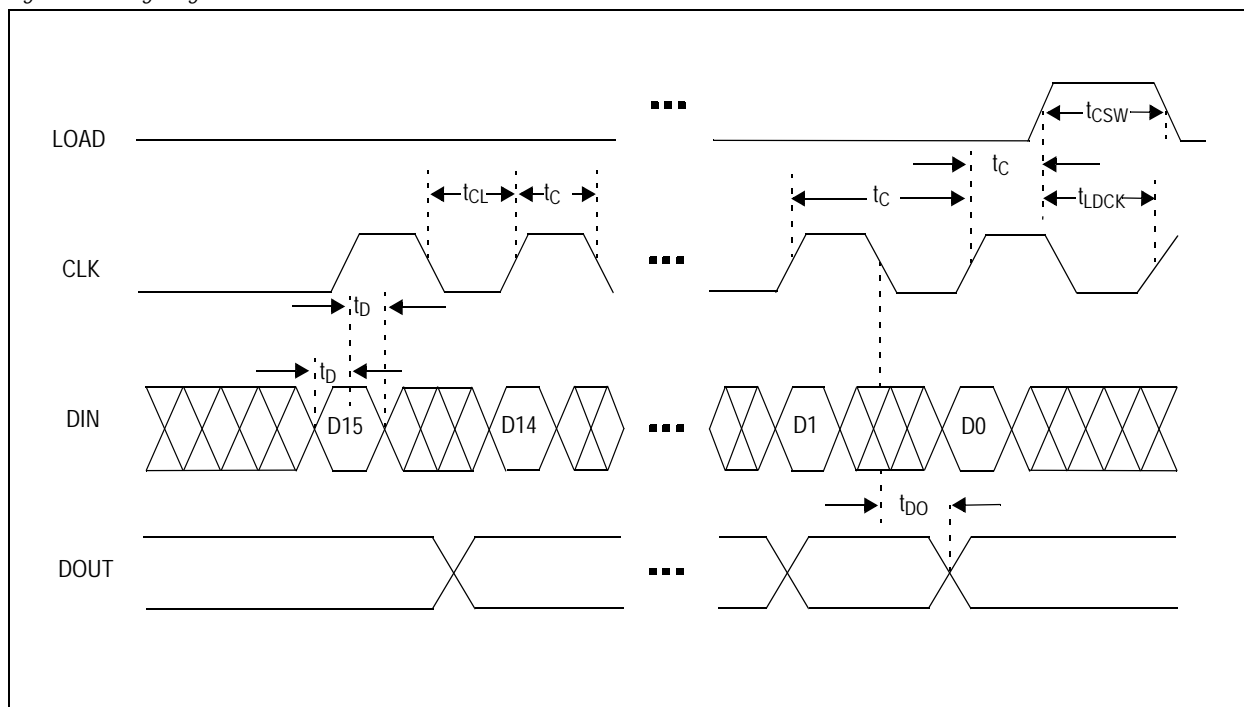 LOAD
tCSW
tC
tCL
tC
tC
tLDCK
CLK
tD
tD
DIN
D15
D14
D1
D0
tDO
DOUT